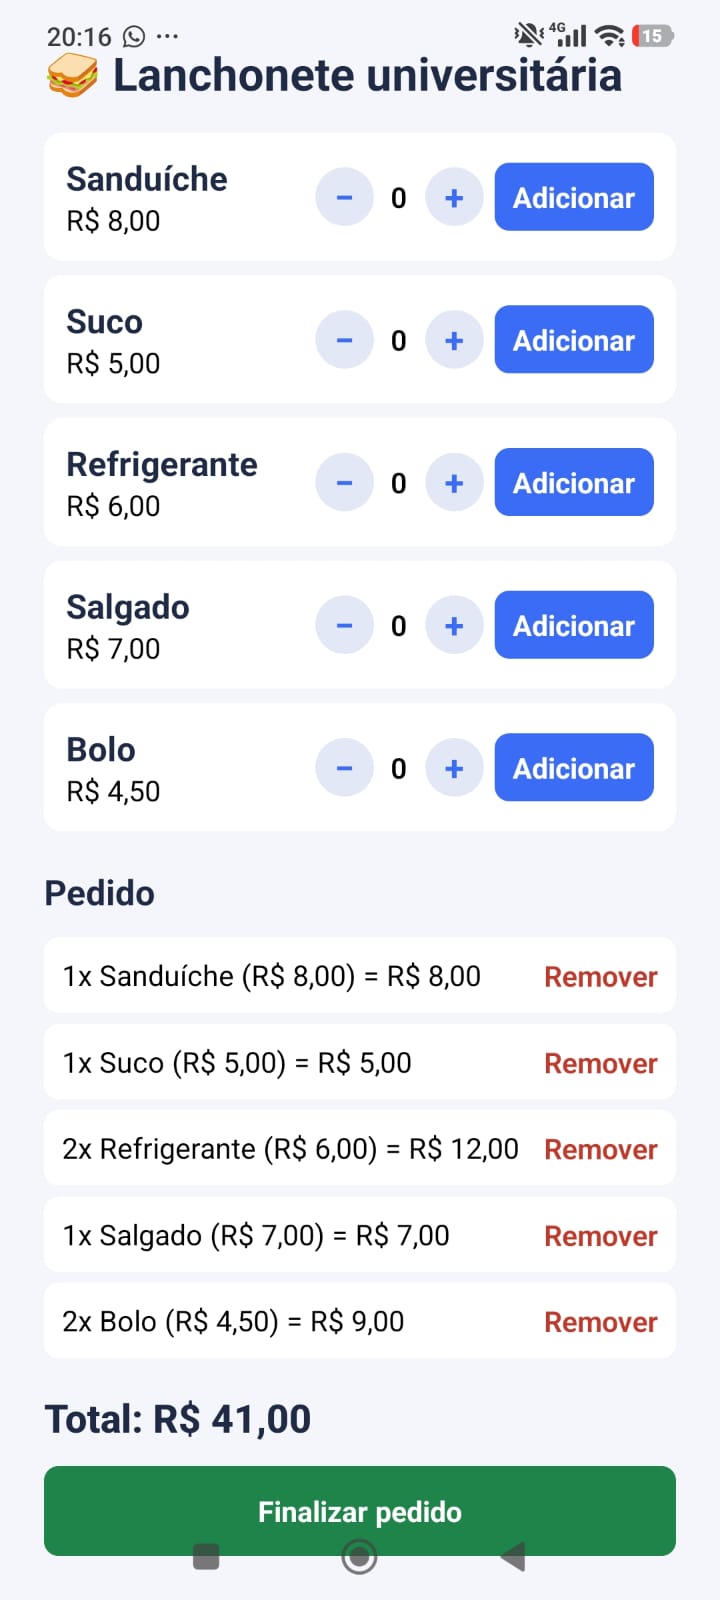 20:16
4G
15
Lanchonete universitária
Sanduíche
R$ 8,00
− 0 + Adicionar
Suco
R$ 5,00
− 0 + Adicionar
Refrigerante
R$ 6,00
− 0 + Adicionar
Salgado
R$ 7,00
− 0 + Adicionar
Bolo
R$ 4,50
− 0 + Adicionar
Pedido
1x Sanduíche (R$ 8,00) = R$ 8,00 Remover
1x Suco (R$ 5,00) = R$ 5,00 Remover
2x Refrigerante (R$ 6,00) = R$ 12,00 Remover
1x Salgado (R$ 7,00) = R$ 7,00 Remover
2x Bolo (R$ 4,50) = R$ 9,00 Remover
Total: R$ 41,00
Finalizar pedido